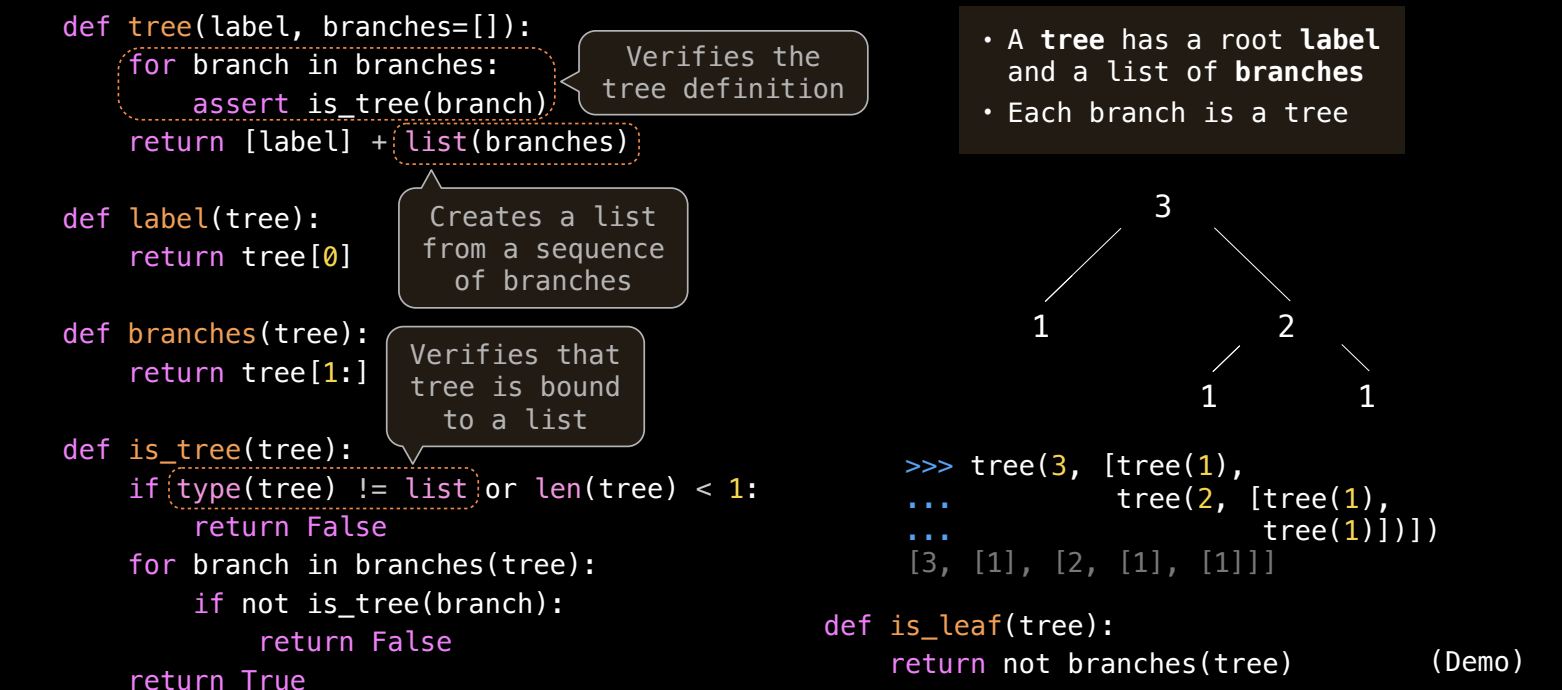 def tree(label, branches=[]):
    for branch in branches:
        assert is_tree(branch)
    return [label] + list(branches)
Verifies the
tree definition
Creates a list
from a sequence
of branches
def label(tree):
    return tree[0]
def branches(tree):
    return tree[1:]
Verifies that
tree is bound
to a list
def is_tree(tree):
    if type(tree) != list or len(tree) < 1:
        return False
    for branch in branches(tree):
        if not is_tree(branch):
            return False
    return True
• A tree has a root label
and a list of branches
• Each branch is a tree
3
1 2
1 1
>>> tree(3, [tree(1),
...          tree(2, [tree(1),
...                   tree(1)])])
[3, [1], [2, [1], [1]]]
def is_leaf(tree):
    return not branches(tree)
(Demo)